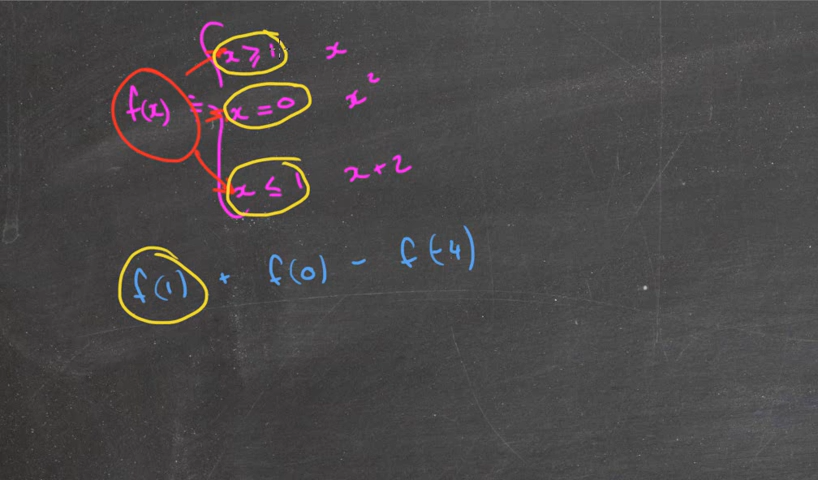 x ≥ 1 x
f(x) = x = 0 x²
x ≤ 1 x + 2
f(1) + f(0) - f(-4)